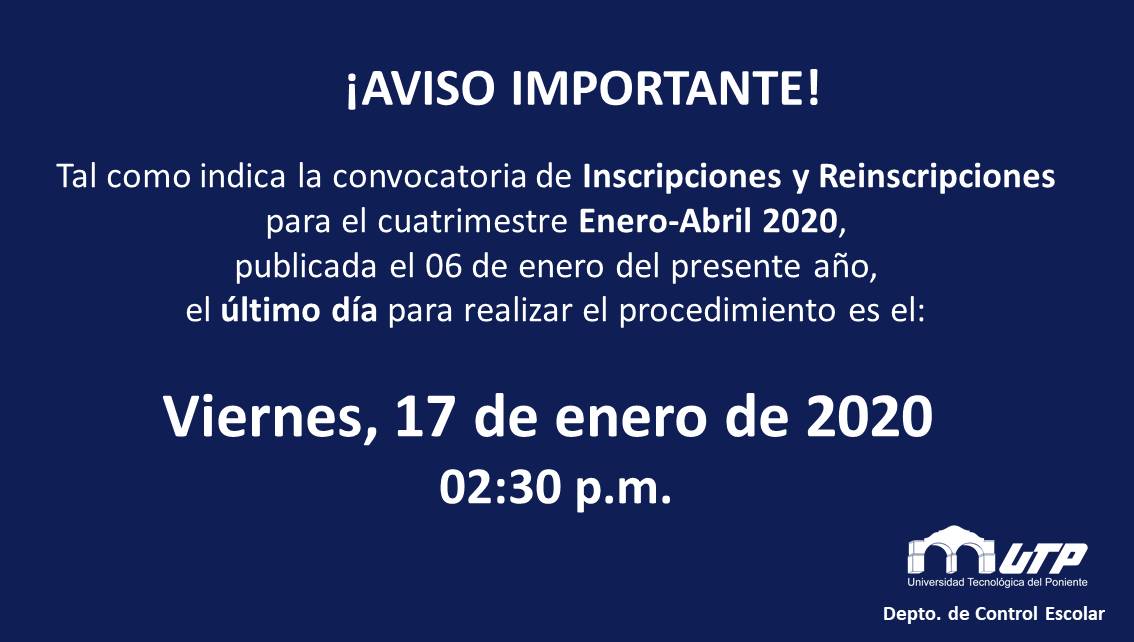 ¡AVISO IMPORTANTE!
Tal como indica la convocatoria de Inscripciones y Reinscripciones
para el cuatrimestre Enero-Abril 2020,
publicada el 06 de enero del presente año,
el último día para realizar el procedimiento es el:
Viernes, 17 de enero de 2020
02:30 p.m.
UTP
Universidad Tecnológica del Poniente
Depto. de Control Escolar